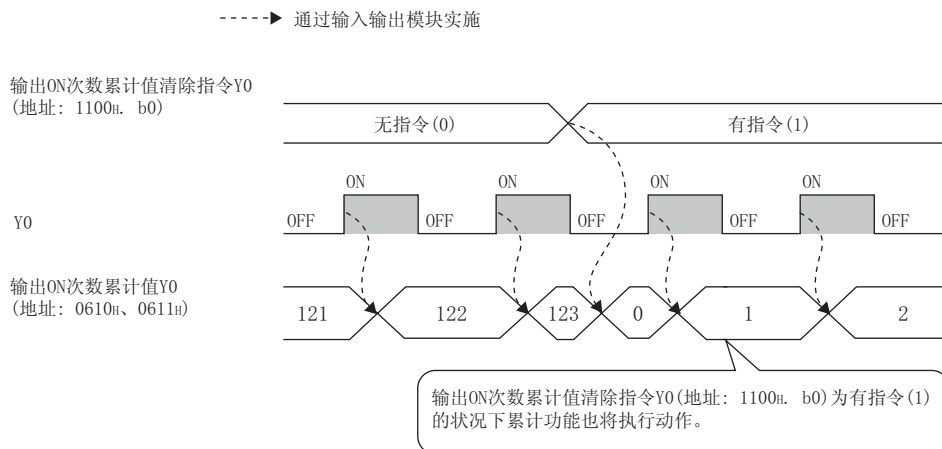 通过输入输出模块实施
输出ON次数累计值清除指令Y0
(地址: 1100H. b0)
无指令(0)
有指令(1)
ON
ON
ON
ON
Y0
OFF
OFF
OFF
OFF
OFF
输出ON次数累计值Y0
(地址: 0610H、0611H)
121
122
123
0
1
2
输出ON次数累计值清除指令Y0(地址: 1100H. b0)为有指令(1)
的状况下累计功能也将执行动作。